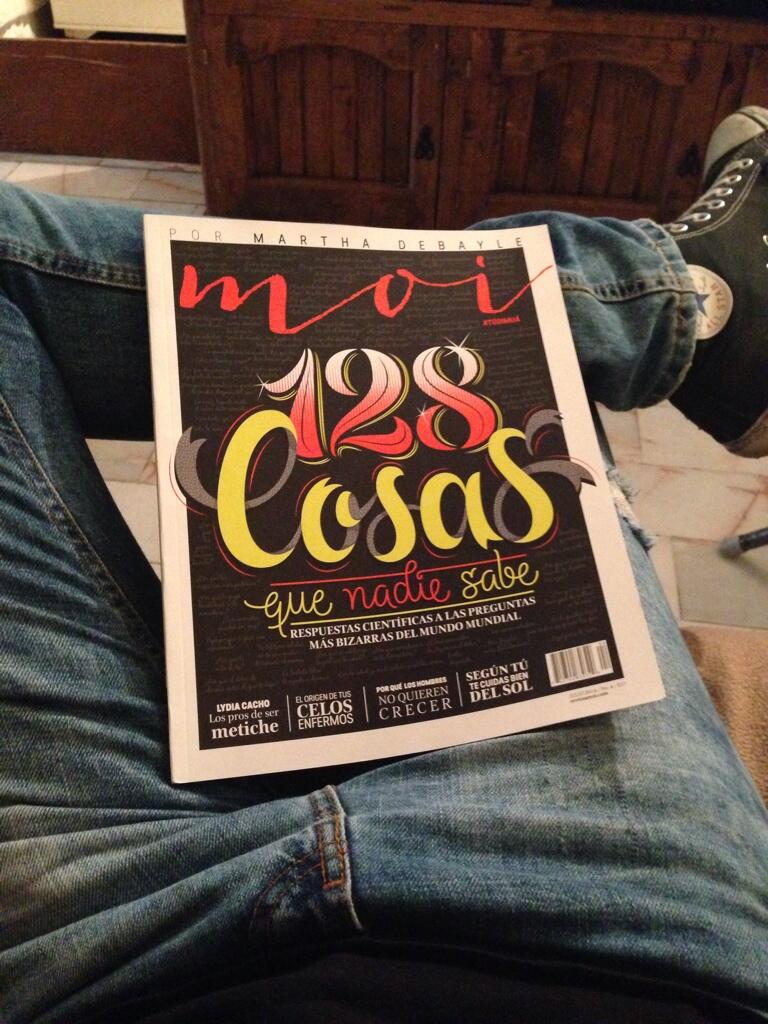 POR MARTHA DEBAYLE
moi
128
Cosas
que nadie sabe
RESPUESTAS CIENTÍFICAS A LAS PREGUNTAS
MÁS BIZARRAS DEL MUNDO MUNDIAL
LYDIA CACHO
Los pros de ser
metiche
EL ORIGEN DE TUS
CELOS
ENFERMOS
POR QUÉ LOS HOMBRES
NO QUIEREN
CRECER
SEGÚN TÚ
TE CUIDAS BIEN
DEL SOL
STAR